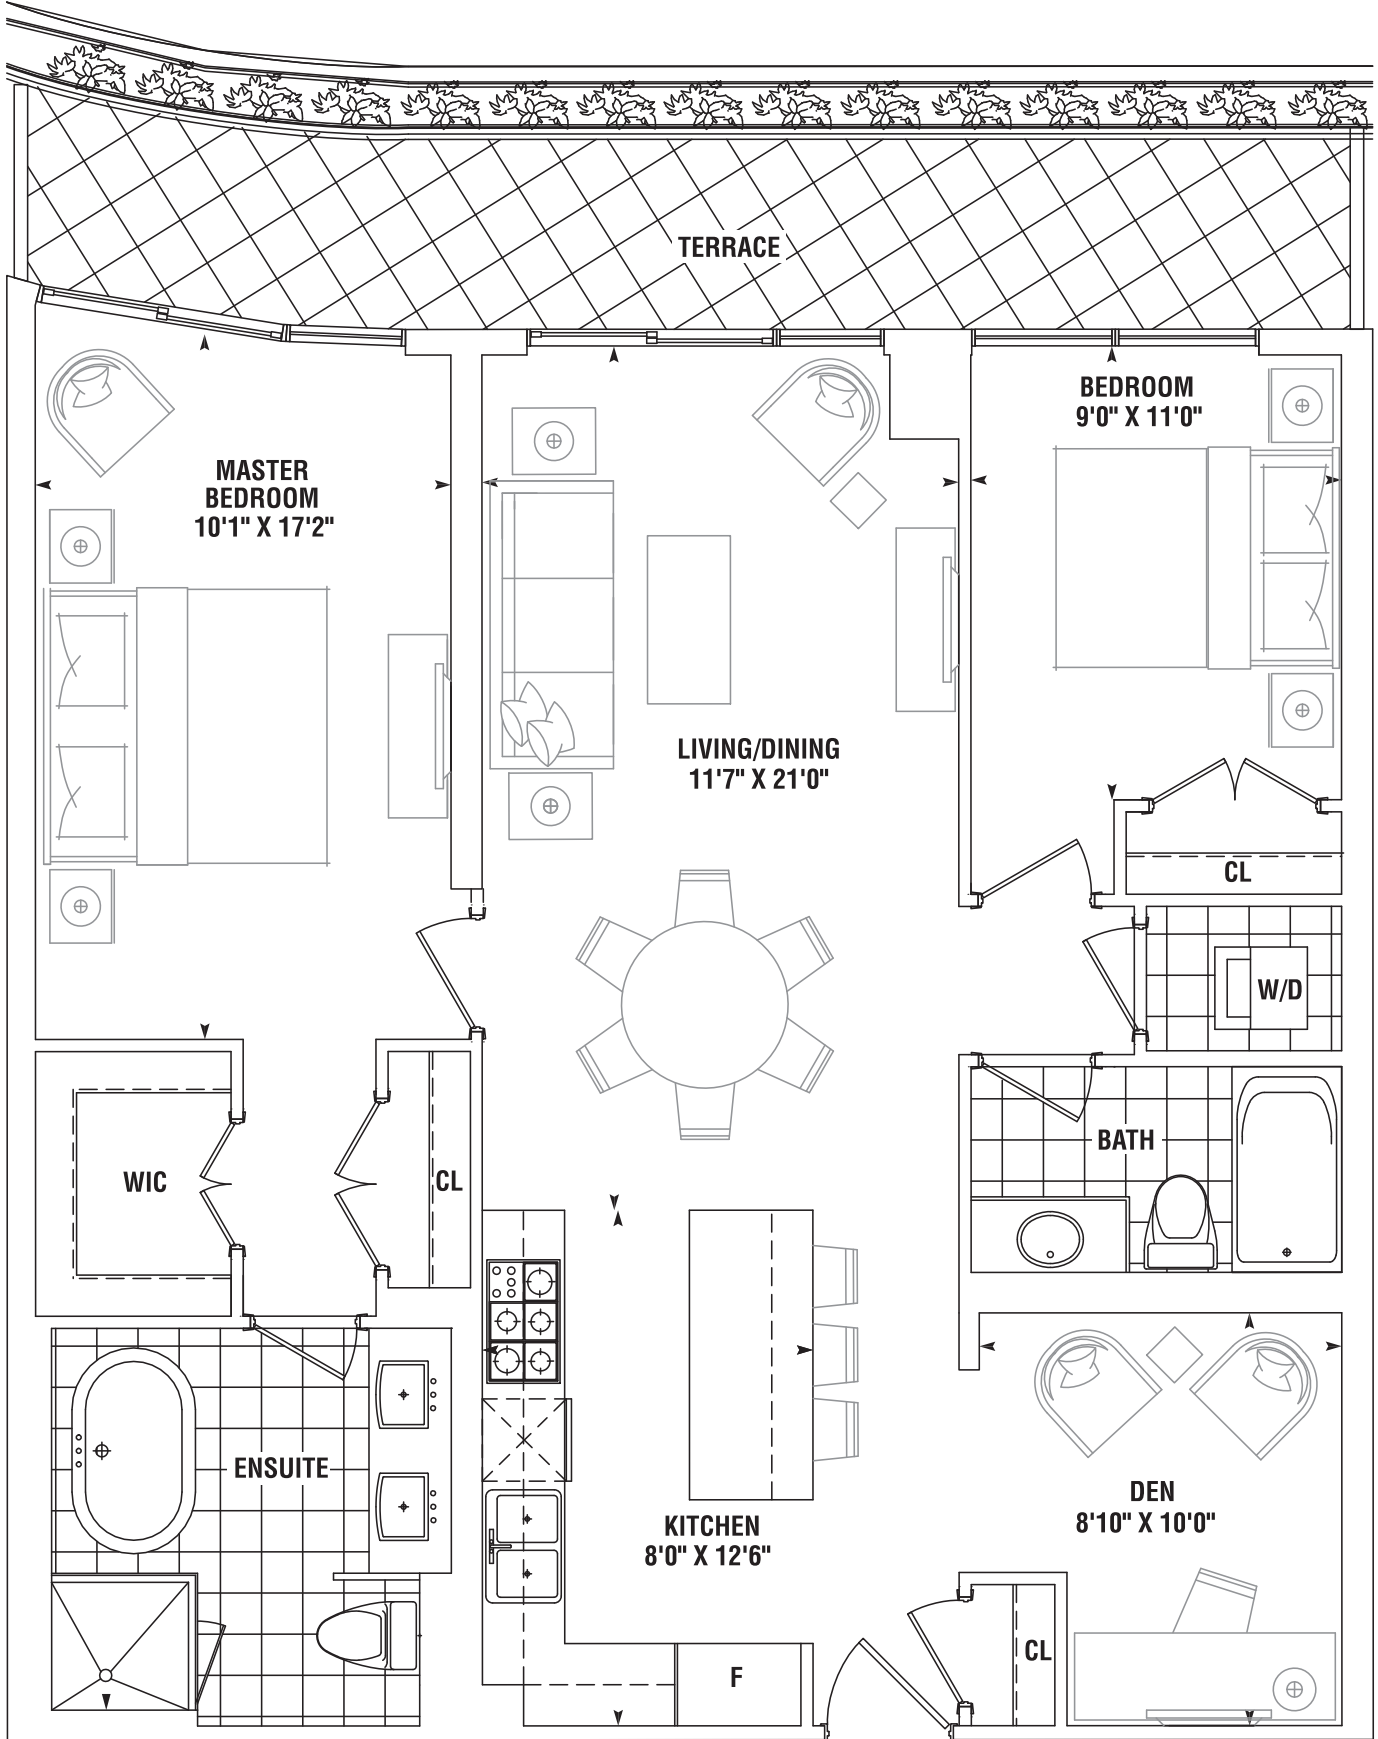 TERRACE
BEDROOM
9'0" X 11'0"
MASTER
BEDROOM
10'1" X 17'2"
LIVING/DINING
11'7" X 21'0"
CL
W/D
BATH
WIC
CL
ENSUITE
DEN
8'10" X 10'0"
KITCHEN
8'0" X 12'6"
CL
F